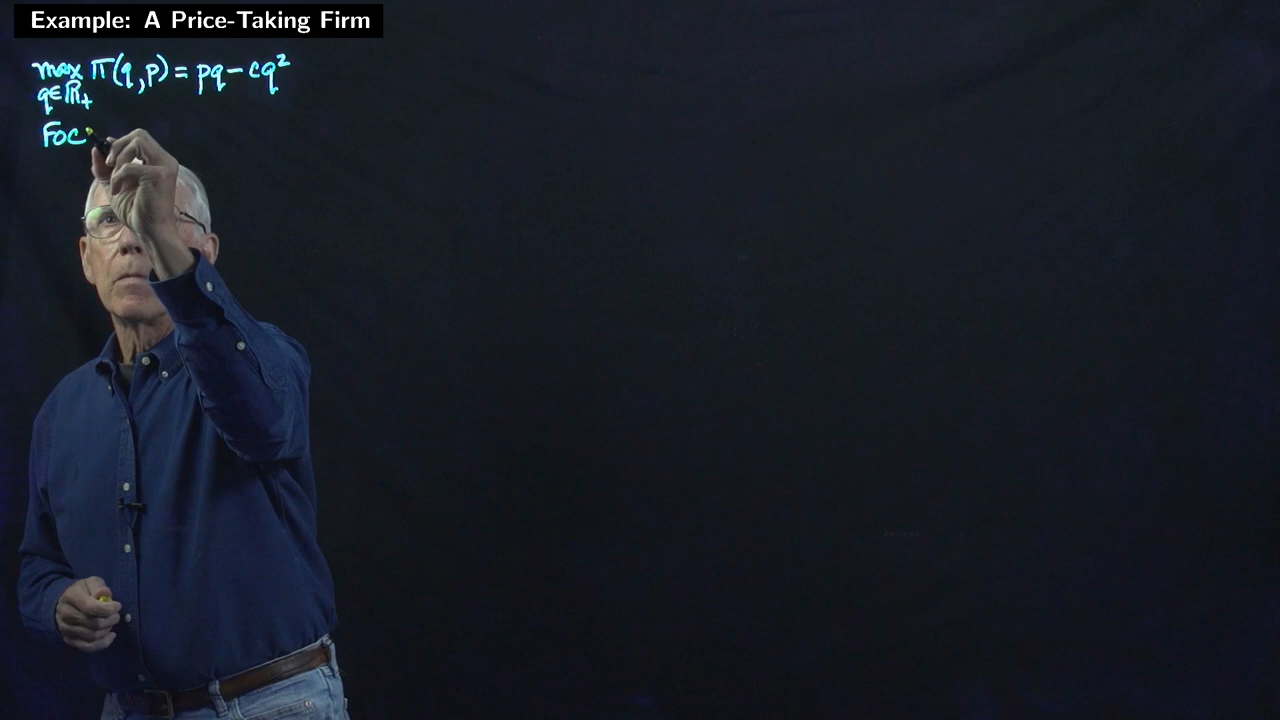 Example: A Price-Taking Firm
max π(q,p) = pq - cq²
q∈ℝ₊
FOC